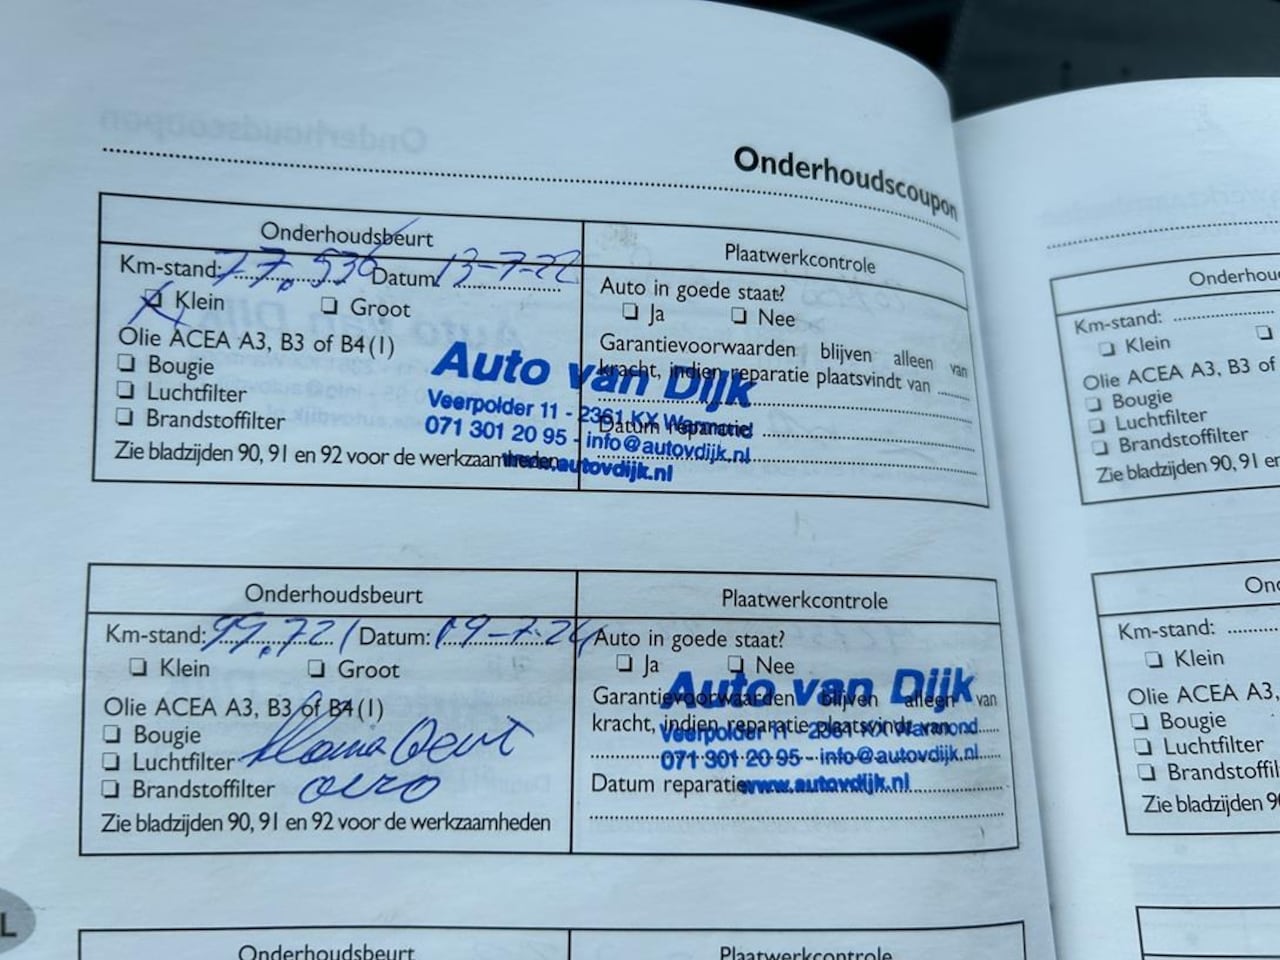 Onderhoudscoupon
Onderhoudscoupon
Onderhoudsbeurt
Km-stand: 77.536 Datum 13-7-22
Klein Groot
Olie ACEA A3, B3 of B4(1)
Bougie
Luchtfilter
Brandstoffilter
Zie bladzijden 90, 91 en 92 voor de werkzaamheden
Plaatwerkcontrole
Auto in goede staat?
Ja Nee
Garantievoorwaarden blijven alleen van
kracht, indien reparatie plaatsvindt van
Datum reparatie
Auto van Dijk
Veerpolder 11 - 2361 KX Warmond
071 301 20 95 - info@autovdijk.nl
www.autovdijk.nl
Onderhoudsbeurt
Km-stand: 99.721 Datum: 09-7-24
Klein Groot
Olie ACEA A3, B3 of B4(1)
Bougie
Luchtfilter
Brandstoffilter
Zie bladzijden 90, 91 en 92 voor de werkzaamheden
Plaatwerkcontrole
Auto in goede staat?
Ja Nee
Garantievoorwaarden blijven alleen van
kracht, indien reparatie plaatsvindt van
Datum reparatie
Auto van Dijk
Veerpolder 11 - 2361 KX Warmond
071 301 20 95 - info@autovdijk.nl
www.autovdijk.nl
Onderhoudsbeurt
Plaatwerkcontrole
L
Onderhou
Km-stand:
Klein
Olie ACEA A3, B3 of
Bougie
Luchtfilter
Brandstoffilter
Zie bladzijden 90, 91 en
Ond
Km-stand:
Klein
Olie ACEA A3,
Bougie
Luchtfilter
Brandstoffil
Zie bladzijden 90